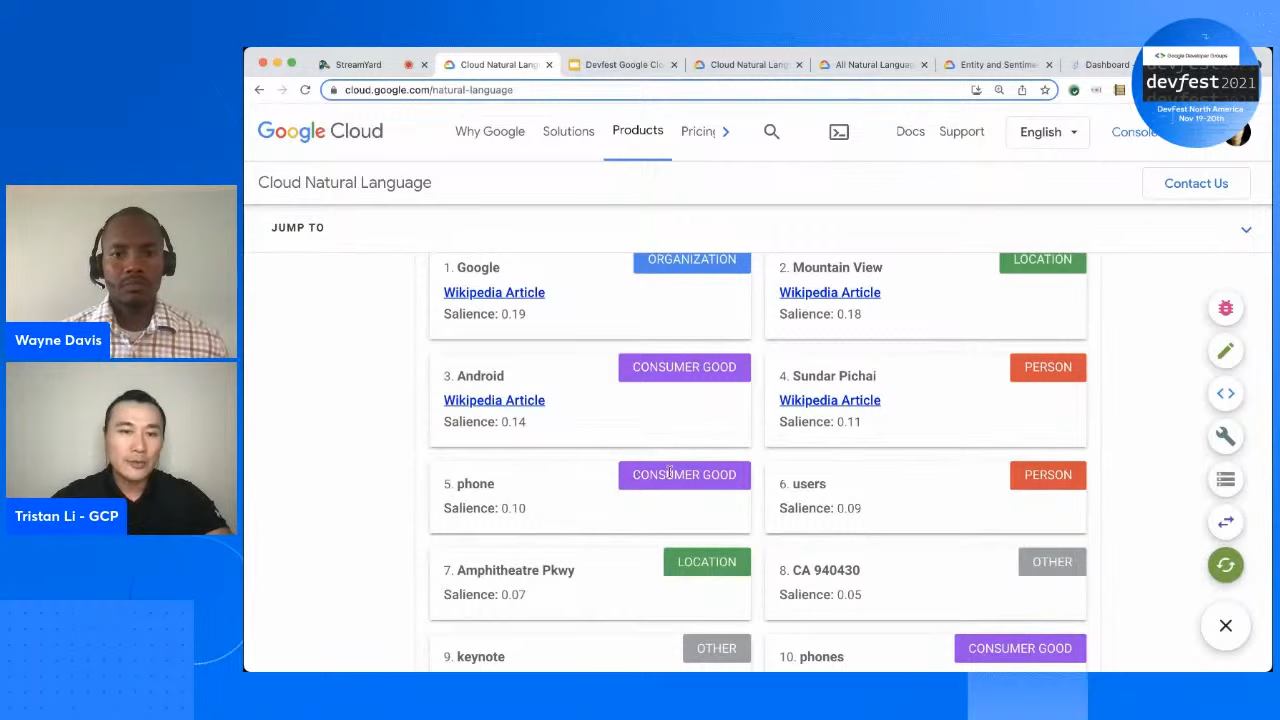 StreamYard
Cloud Natural Lang
Devfest Google Clo
Cloud Natural Lang
AI/ Natural Languag
Entity and Sentime
Dashboard
cloud.google.com/natural-language
<> Google Developer Groups
devfest2021
DevFest North America
Nov 19-20th
Google Cloud
Why Google
Solutions
Products
Pricing
Docs
Support
English
Console
Cloud Natural Language
Contact Us
JUMP TO
1. Google
ORGANIZATION
Wikipedia Article
Salience: 0.19
2. Mountain View
LOCATION
Wikipedia Article
Salience: 0.18
3. Android
CONSUMER GOOD
Wikipedia Article
Salience: 0.14
4. Sundar Pichai
PERSON
Wikipedia Article
Salience: 0.11
5. phone
CONSUMER GOOD
Salience: 0.10
6. users
PERSON
Salience: 0.09
7. Amphitheatre Pkwy
LOCATION
Salience: 0.07
8. CA 940430
OTHER
Salience: 0.05
9. keynote
OTHER
10. phones
CONSUMER GOOD
Wayne Davis
Tristan Li - GCP